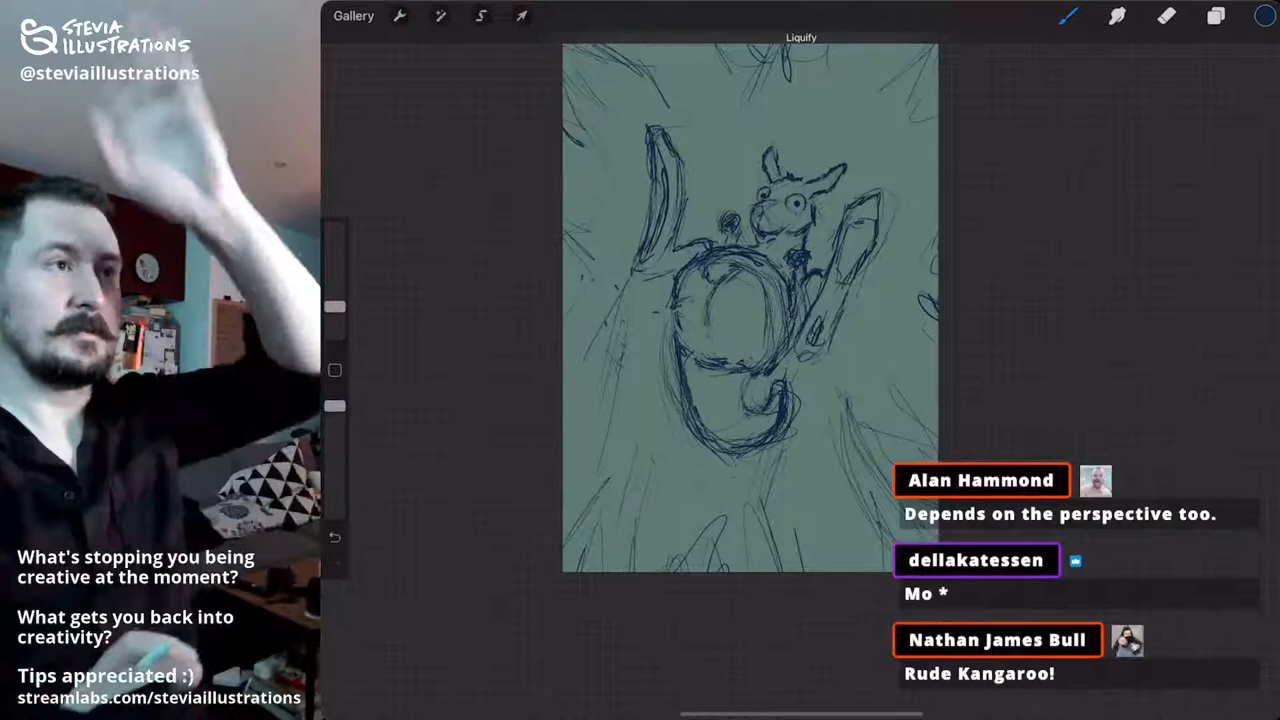 STEVIA
ILLUSTRATIONS
@steviaillustrations
Gallery
Liquify
Alan Hammond
Depends on the perspective too.
dellakatessen
Mo *
Nathan James Bull
Rude Kangaroo!
What's stopping you being
creative at the moment?
What gets you back into
creativity?
Tips appreciated :)
streamlabs.com/steviaillustrations